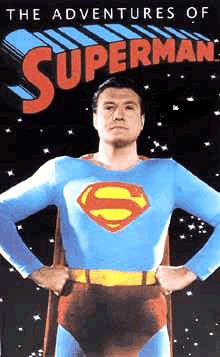 THE ADVENTURES OF
SUPERMAN
S